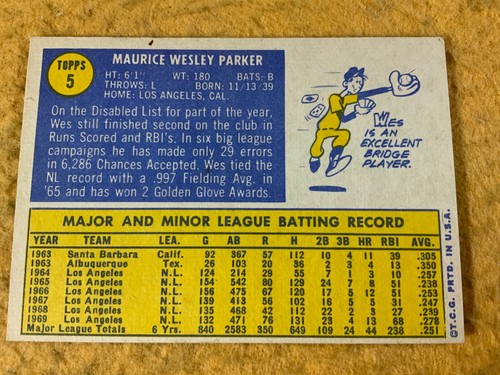 TOPPS
5
MAURICE WESLEY PARKER
HT: 6'1" WT: 180 BATS: B
THROWS: L BORN: 11/13/39
HOME: LOS ANGELES, CAL.
On the Disabled List for part of the year,
Wes still finished second on the club in
Runs Scored and RBI's. In six big league
campaigns he has made only 29 errors
in 6,286 Chances Accepted. Wes tied the
NL record with a .997 Fielding Avg. in
'65 and has won 2 Golden Glove Awards.
WES
IS AN
EXCELLENT
BRIDGE
PLAYER.
MAJOR AND MINOR LEAGUE BATTING RECORD
YEAR TEAM LEA. G AB R H 2B 3B HR RBI AVG.
1963 Santa Barbara Calif. 92 367 57 112 10 4 11 39 .305
1963 Albuquerque Tex. 26 103 20 36 2 3 4 13 .350
1964 Los Angeles N.L. 124 214 29 55 7 1 3 10 .257
1965 Los Angeles N.L. 154 542 80 129 24 7 8 51 .238
1966 Los Angeles N.L. 156 475 67 120 17 5 12 51 .253
1967 Los Angeles N.L. 139 413 56 102 16 5 5 31 .247
1968 Los Angeles N.L. 135 468 42 112 22 2 3 27 .239
1969 Los Angeles N.L. 132 471 76 131 23 4 13 68 .278
Major League Totals 6 Yrs. 840 2583 350 649 109 24 44 238 .251
©T.C.G. PRTD. IN U.S.A.